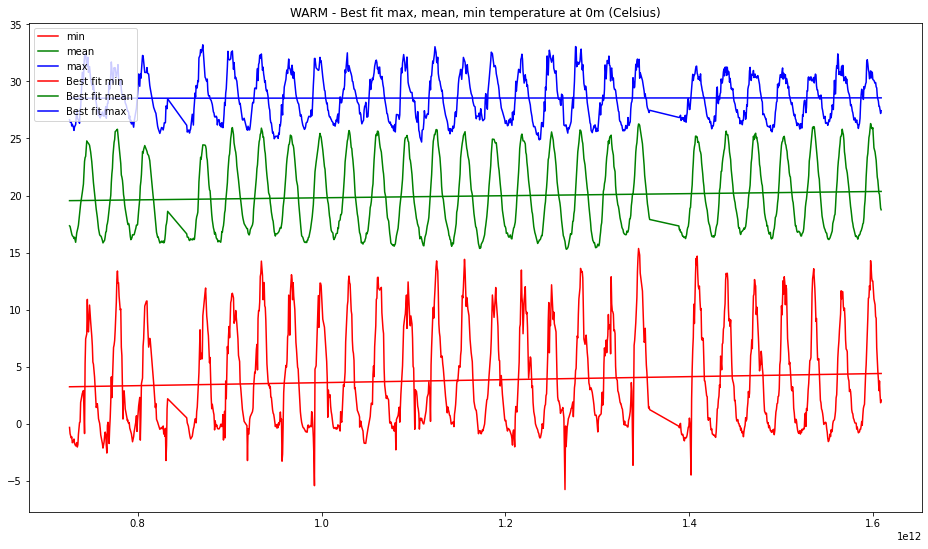 WARM - Best fit max, mean, min temperature at 0m (Celsius)
min
mean
max
Best fit min
Best fit mean
Best fit max
35
30
25
20
15
10
5
0
−5
0.8
1.0
1.2
1.4
1.6
1e12